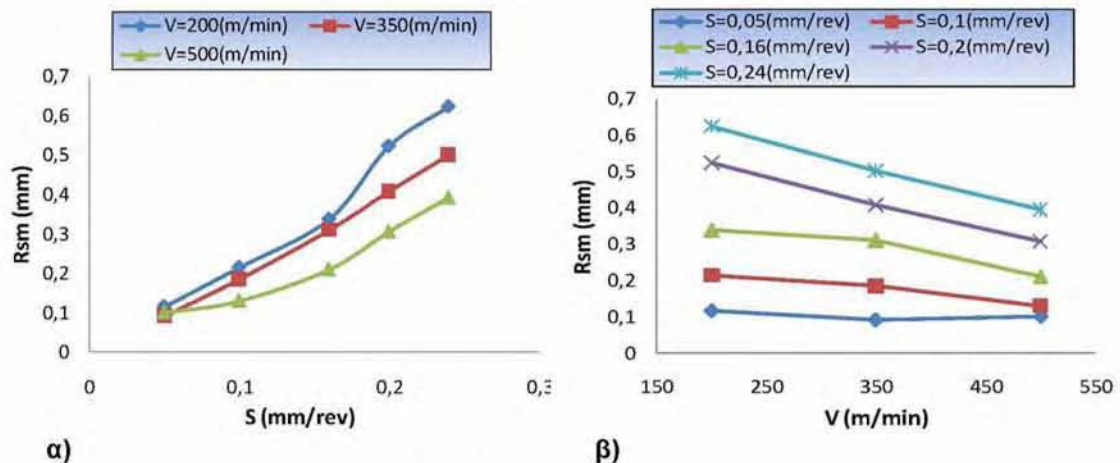 V=200(m/min) V=350(m/min)
V=500(m/min)
0,7
0,6
0,5
0,4
0,3
0,2
0,1
0
Rsm (mm)
0 0,1 0,2 0,3
S (mm/rev)
α)
S=0,05(mm/rev) S=0,1(mm/rev)
S=0,16(mm/rev) S=0,2(mm/rev)
S=0,24(mm/rev)
0,7
0,6
0,5
0,4
0,3
0,2
0,1
0
Rsm (mm)
150 250 350 450 550
V (m/min)
β)